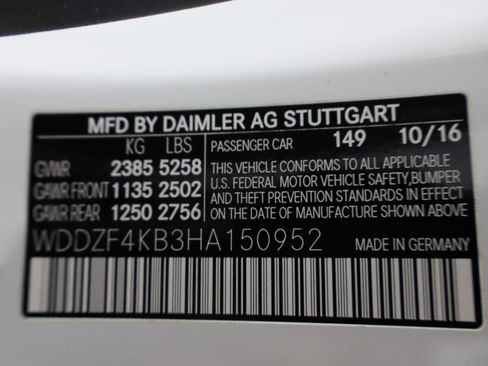 MFD BY DAIMLER AG STUTTGART
KG LBS PASSENGER CAR 149 10/16
GVWR 2385 5258
GAWR FRONT 1135 2502
GAWR REAR 1250 2756
THIS VEHICLE CONFORMS TO ALL APPLICABLE
U.S. FEDERAL MOTOR VEHICLE SAFETY, BUMPER
AND THEFT PREVENTION STANDARDS IN EFFECT
ON THE DATE OF MANUFACTURE SHOWN ABOVE
WDDZF4KB3HA150952 MADE IN GERMANY